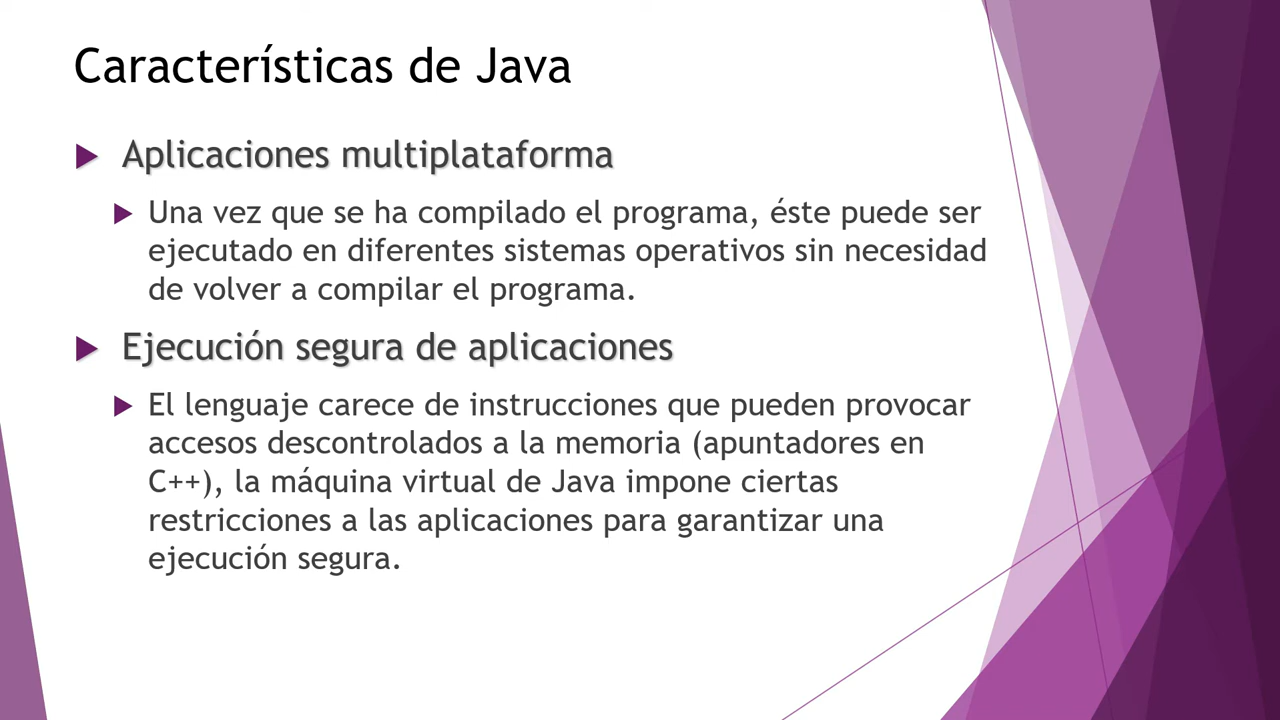 Características de Java
Aplicaciones multiplataforma
Una vez que se ha compilado el programa, éste puede ser
ejecutado en diferentes sistemas operativos sin necesidad
de volver a compilar el programa.
Ejecución segura de aplicaciones
El lenguaje carece de instrucciones que pueden provocar
accesos descontrolados a la memoria (apuntadores en
C++), la máquina virtual de Java impone ciertas
restricciones a las aplicaciones para garantizar una
ejecución segura.